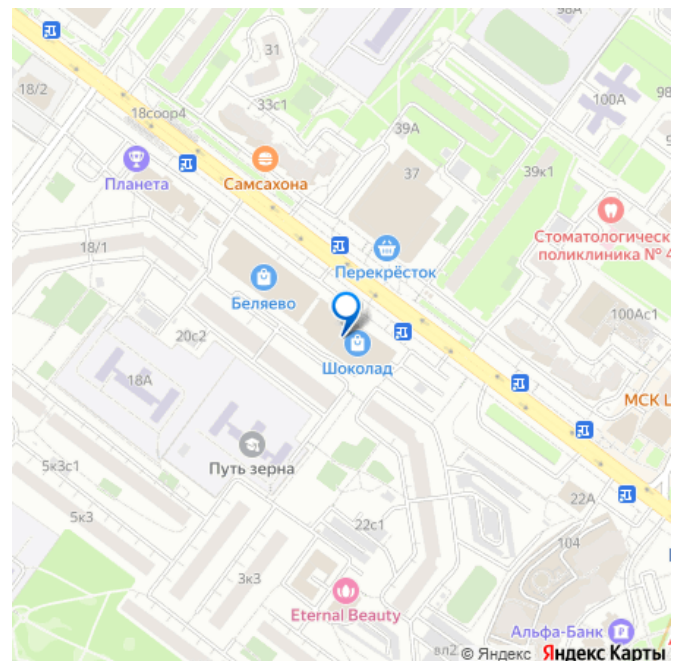 98А
31
18/2
33с1
100А
98
18соор4
39А
37
39к1
Планета
Самсахона
Стоматологическ
поликлиника № 4
18/1
Перекрёсток
Беляево
100Ас1
20с2
Шоколад
18А
МСК Ц
Путь зерна
5к3с1
22А
5к3
22с1
104
3к3
Eternal Beauty
Альфа-Банк
вл2
© Яндекс Яндекс Карты